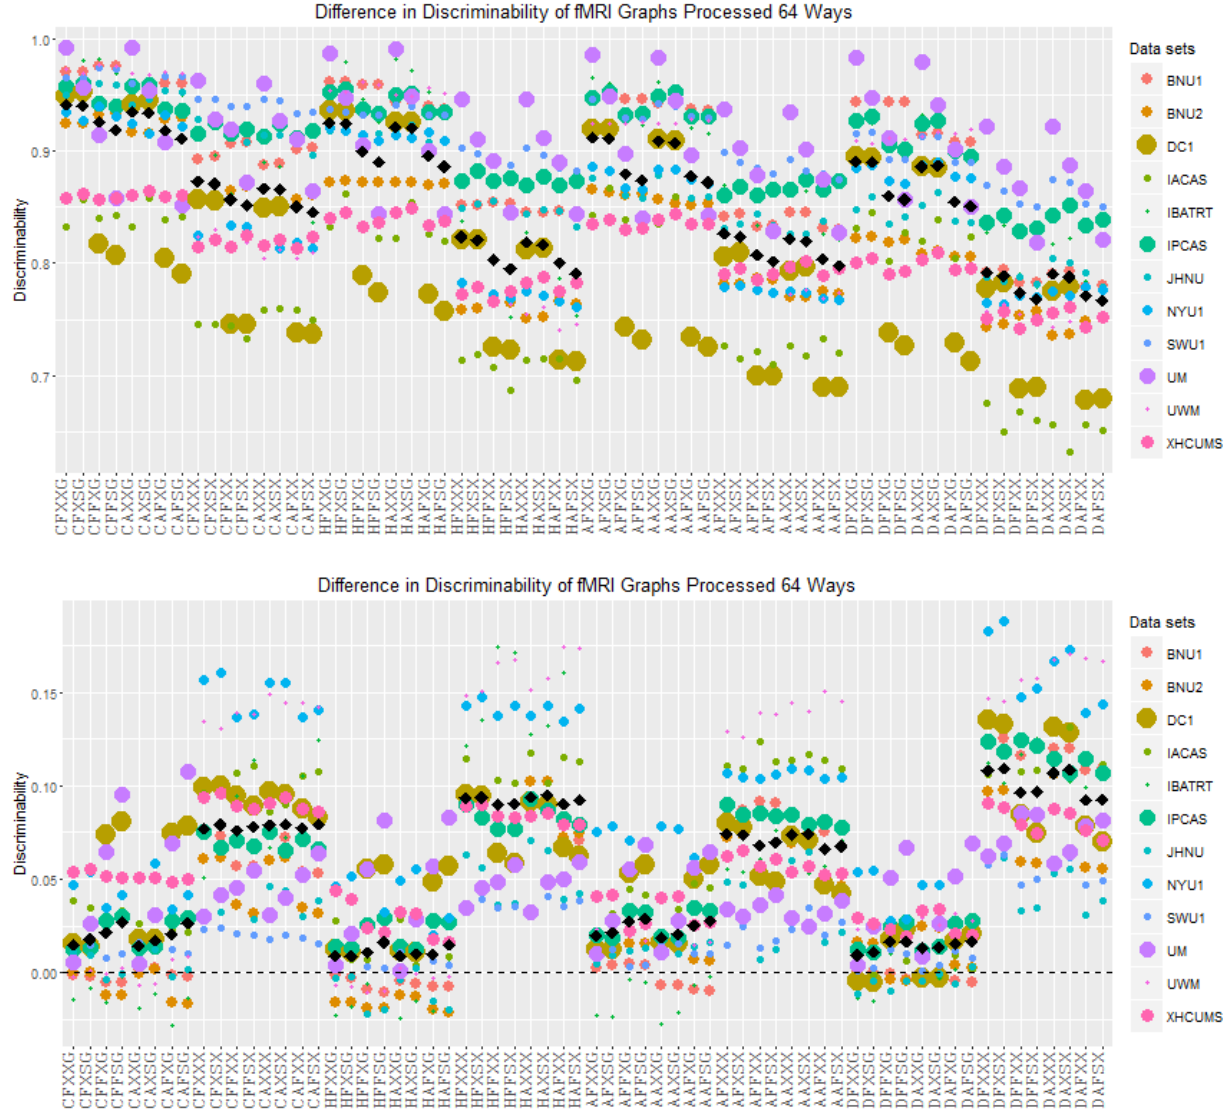 Difference in Discriminability of fMRI Graphs Processed 64 Ways
Discriminability
1.0
0.9
0.8
0.7
CFXXG CFXSG CFFXG CFFSG CAXXG CAXSG CAFXG CAFSG CFXXX CFXSX CFFXX CFFSX CAXXX CAXSX CAFXX CAFSX HFXXG HFXSG HFFXG HFFSG HAXXG HAXSG HAFXG HAFSG HFXXX HFXSX HFFXX HFFSX HAXXX HAXSX HAFXX HAFSX AFXXG AFXSG AFFXG AFFSG AAXXG AAXSG AAFXG AAFSG AFXXX AFXSX AFFXX AFFSX AAXXX AAXSX AAFXX AAFSX DFXXG DFXSG DFFXG DFFSG DAXXG DAXSG DAFXG DAFSG DFXXX DFXSX DFFXX DFFSX DAXXX DAXSX DAFXX DAFSX
Data sets
BNU1
BNU2
DC1
IACAS
IBATRT
IPCAS
JHNU
NYU1
SWU1
UM
UWM
XHCUMS
Difference in Discriminability of fMRI Graphs Processed 64 Ways
Discriminability
0.15
0.10
0.05
0.00
CFXXG CFXSG CFFXG CFFSG CAXXG CAXSG CAFXG CAFSG CFXXX CFXSX CFFXX CFFSX CAXXX CAXSX CAFXX CAFSX HFXXG HFXSG HFFXG HFFSG HAXXG HAXSG HAFXG HAFSG HFXXX HFXSX HFFXX HFFSX HAXXX HAXSX HAFXX HAFSX AFXXG AFXSG AFFXG AFFSG AAXXG AAXSG AAFXG AAFSG AFXXX AFXSX AFFXX AFFSX AAXXX AAXSX AAFXX AAFSX DFXXG DFXSG DFFXG DFFSG DAXXG DAXSG DAFXG DAFSG DFXXX DFXSX DFFXX DFFSX DAXXX DAXSX DAFXX DAFSX
Data sets
BNU1
BNU2
DC1
IACAS
IBATRT
IPCAS
JHNU
NYU1
SWU1
UM
UWM
XHCUMS